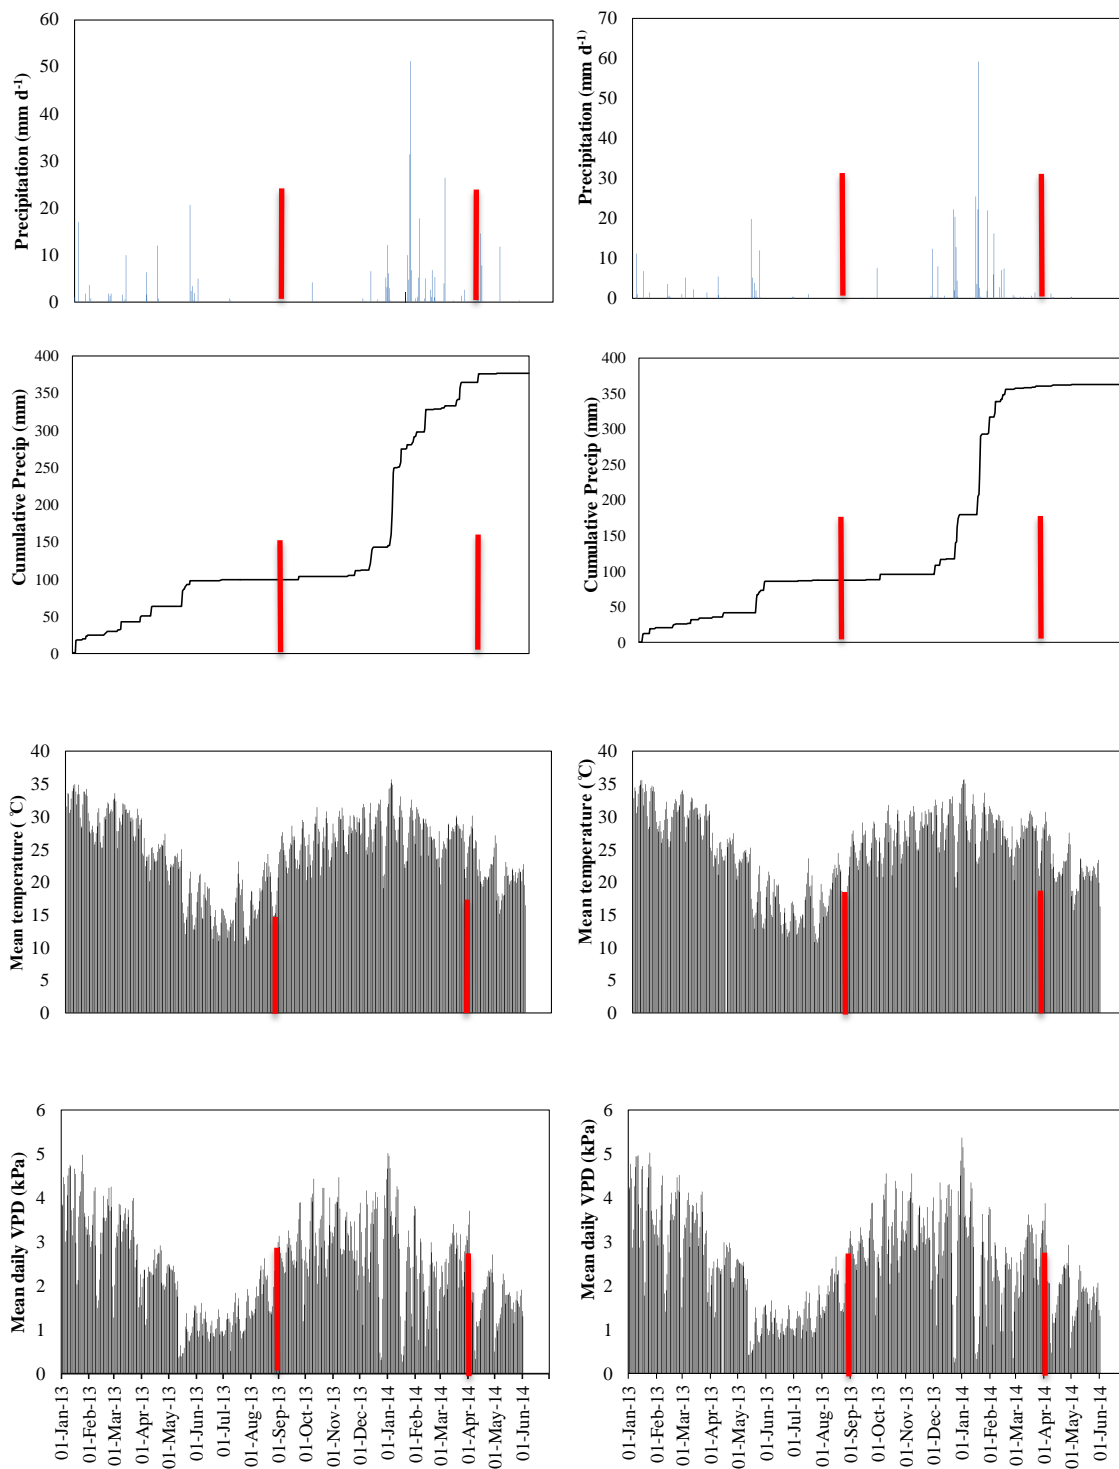 Precipitation (mm d-1)
60
50
40
30
20
10
0
Precipitation (mm d-1)
70
60
50
40
30
20
10
0
Cumulative Precip (mm)
400
350
300
250
200
150
100
50
0
Cumulative Precip (mm)
400
350
300
250
200
150
100
50
0
Mean temperature (℃)
40
35
30
25
20
15
10
5
0
Mean temperature (℃)
40
35
30
25
20
15
10
5
0
Mean daily VPD (kPa)
6
5
4
3
2
1
0
01-Jan-13
01-Feb-13
01-Mar-13
01-Apr-13
01-May-13
01-Jun-13
01-Jul-13
01-Aug-13
01-Sep-13
01-Oct-13
01-Nov-13
01-Dec-13
01-Jan-14
01-Feb-14
01-Mar-14
01-Apr-14
01-May-14
01-Jun-14
Mean daily VPD (kPa)
6
5
4
3
2
1
0
01-Jan-13
01-Feb-13
01-Mar-13
01-Apr-13
01-May-13
01-Jun-13
01-Jul-13
01-Aug-13
01-Sep-13
01-Oct-13
01-Nov-13
01-Dec-13
01-Jan-14
01-Feb-14
01-Mar-14
01-Apr-14
01-May-14
01-Jun-14